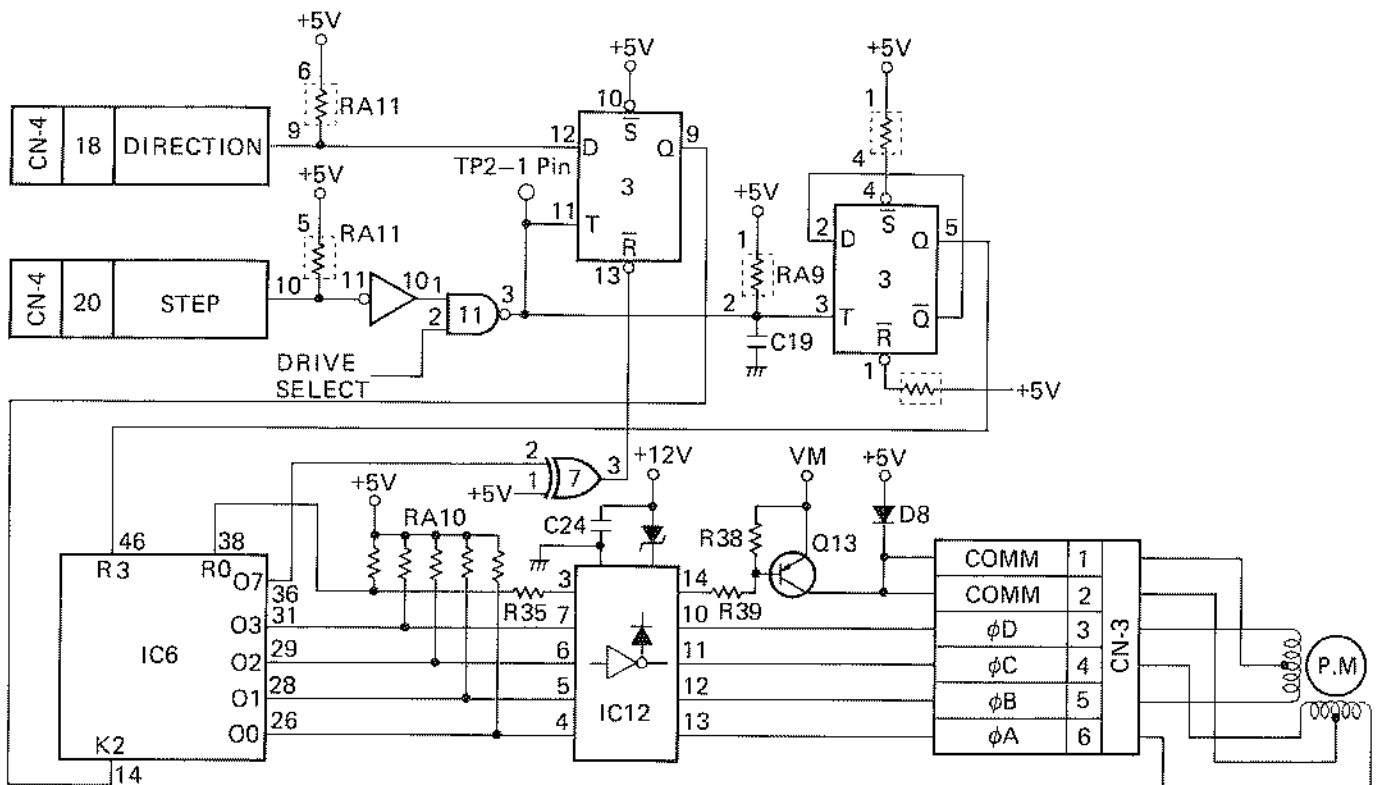 +5V
6
RA11
9
CN-4 18 DIRECTION
+5V
5
RA11
10
CN-4 20 STEP
11
10
1
2
11
3
DRIVE
SELECT
TP2-1 Pin
+5V
10
S
12 D
Q 9
3
11 T
R
13
+5V
1
RA9
2
C19
+5V
1
4
4
S
2 D
Q 5
3
3 T
Q
R
1
+5V
2
1
7
3
+5V
+5V
RA10
+12V
C24
VM
R38
Q13
+5V
D8
46
38
R3
R0
O7
36
31
O3
29
O2
28
O1
26
O0
IC6
K2
14
R35
3
7
6
5
4
IC12
14
10
11
12
13
R39
COMM 1
COMM 2
φD 3
φC 4
φB 5
φA 6
CN-3
P.M